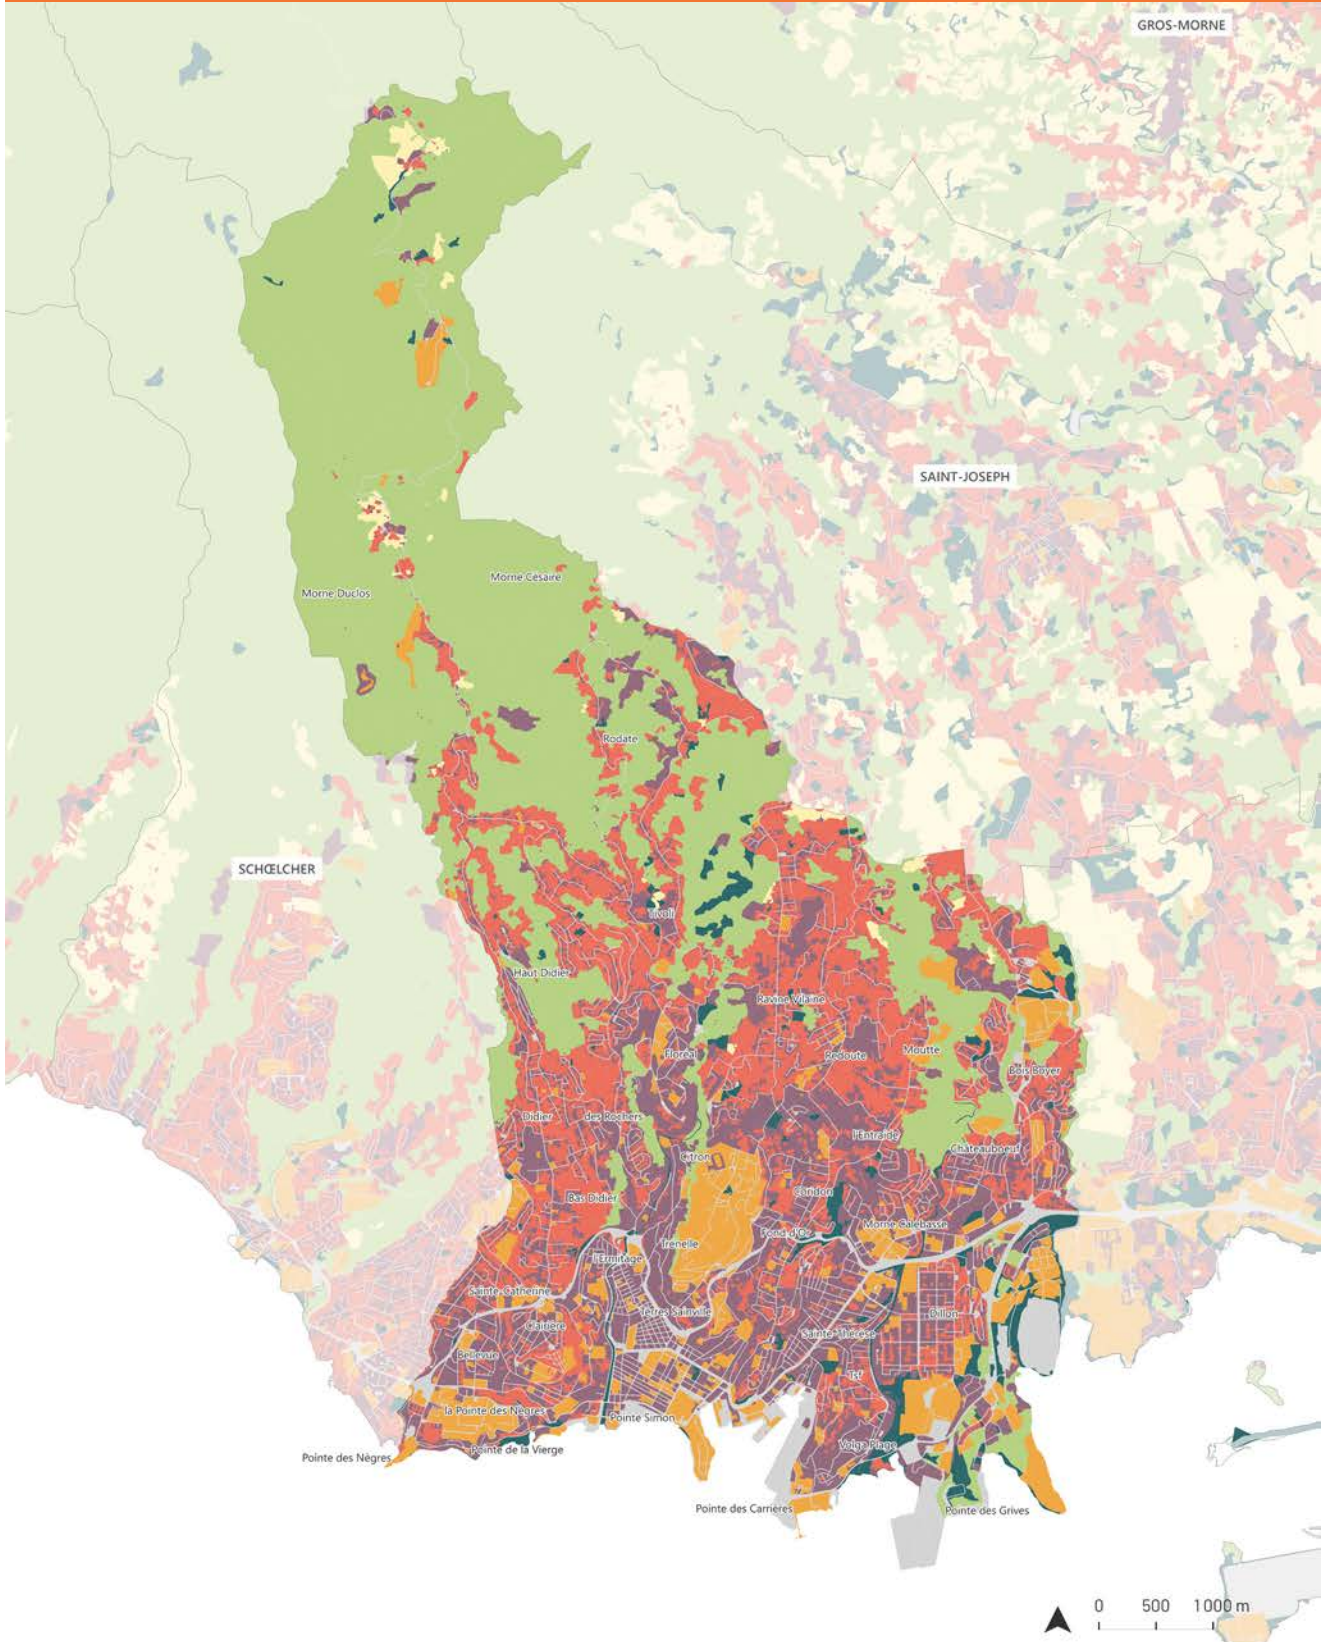 GROS-MORNE
SAINT-JOSEPH
Morne Césaire
Morne Duclos
Rodate
SCHŒLCHER
Tivoli
Haut Didier
Ravine Vilaine
Floréal
Redoute
Moutte
Bois Boyer
Didier
des Rochers
l'Entraide
Châteauboeuf
Citron
Bas Didier
Coridon
Morne Calebasse
Fond d'Or
Trénelle
l'Ermitage
Sainte-Catherine
Terres Sainville
Dillon
Clairière
Sainte-Thérèse
Bellevue
Tsf
la Pointe des Nègres
Pointe Simon
Volga Plage
Pointe de la Vierge
Pointe des Nègres
Pointe des Carrières
Pointe des Grives
0 500 1 000 m